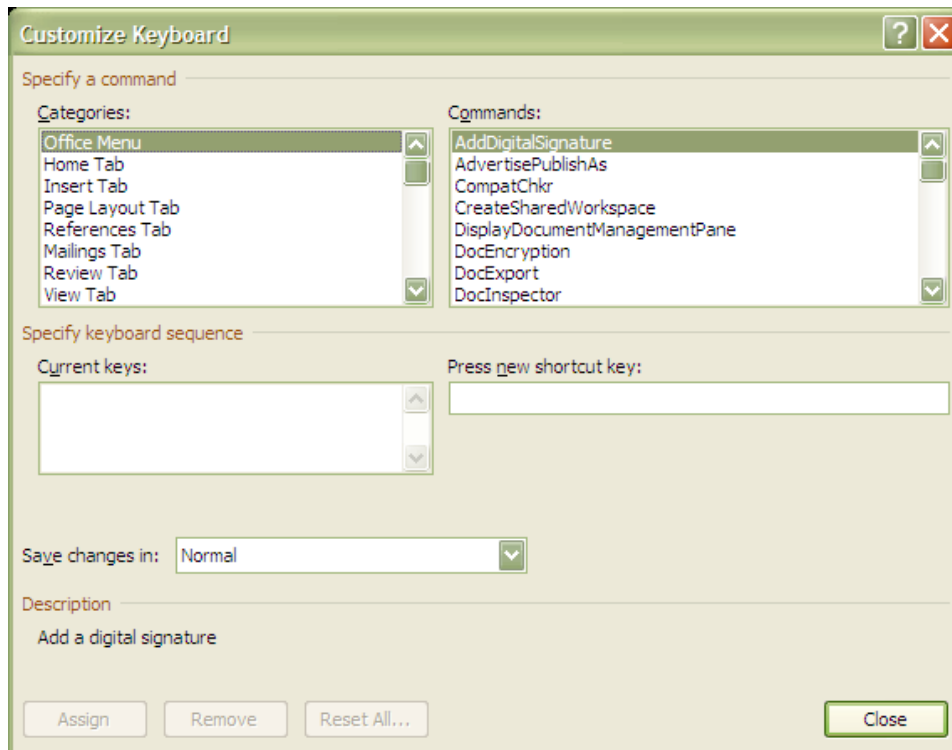 Customize Keyboard
Specify a command
Categories:
Office Menu
Home Tab
Insert Tab
Page Layout Tab
References Tab
Mailings Tab
Review Tab
View Tab
Commands:
AddDigitalSignature
AdvertisePublishAs
CompatChkr
CreateSharedWorkspace
DisplayDocumentManagementPane
DocEncryption
DocExport
DocInspector
Specify keyboard sequence
Current keys:
Press new shortcut key:
Save changes in: Normal
Description
Add a digital signature
Assign Remove Reset All... Close